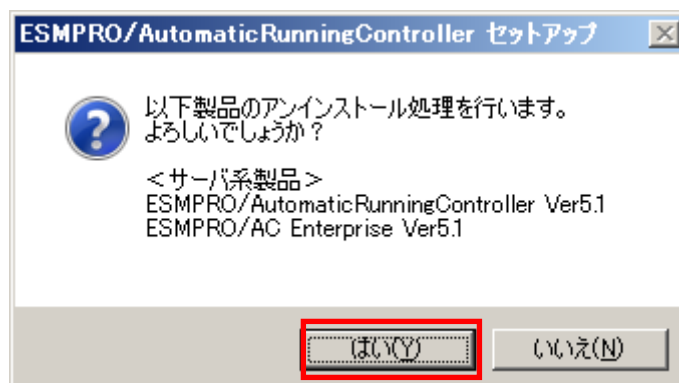 ESMPRO/AutomaticRunningController セットアップ
以下製品のアンインストール処理を行います。
よろしいでしょうか？
＜サーバ系製品＞
ESMPRO/AutomaticRunningController Ver5.1
ESMPRO/AC Enterprise Ver5.1
はい(Y)
いいえ(N)